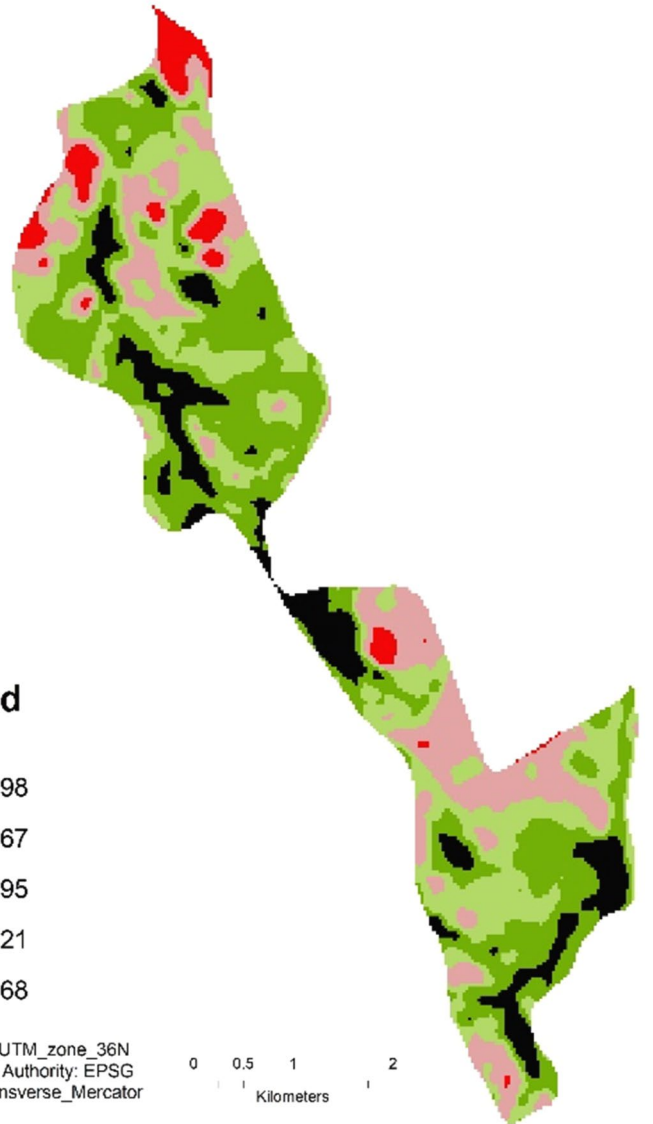 d
98
67
95
21
68
UTM_zone_36N
Authority: EPSG
nsverse_Mercator
0 0.5 1 2
Kilometers